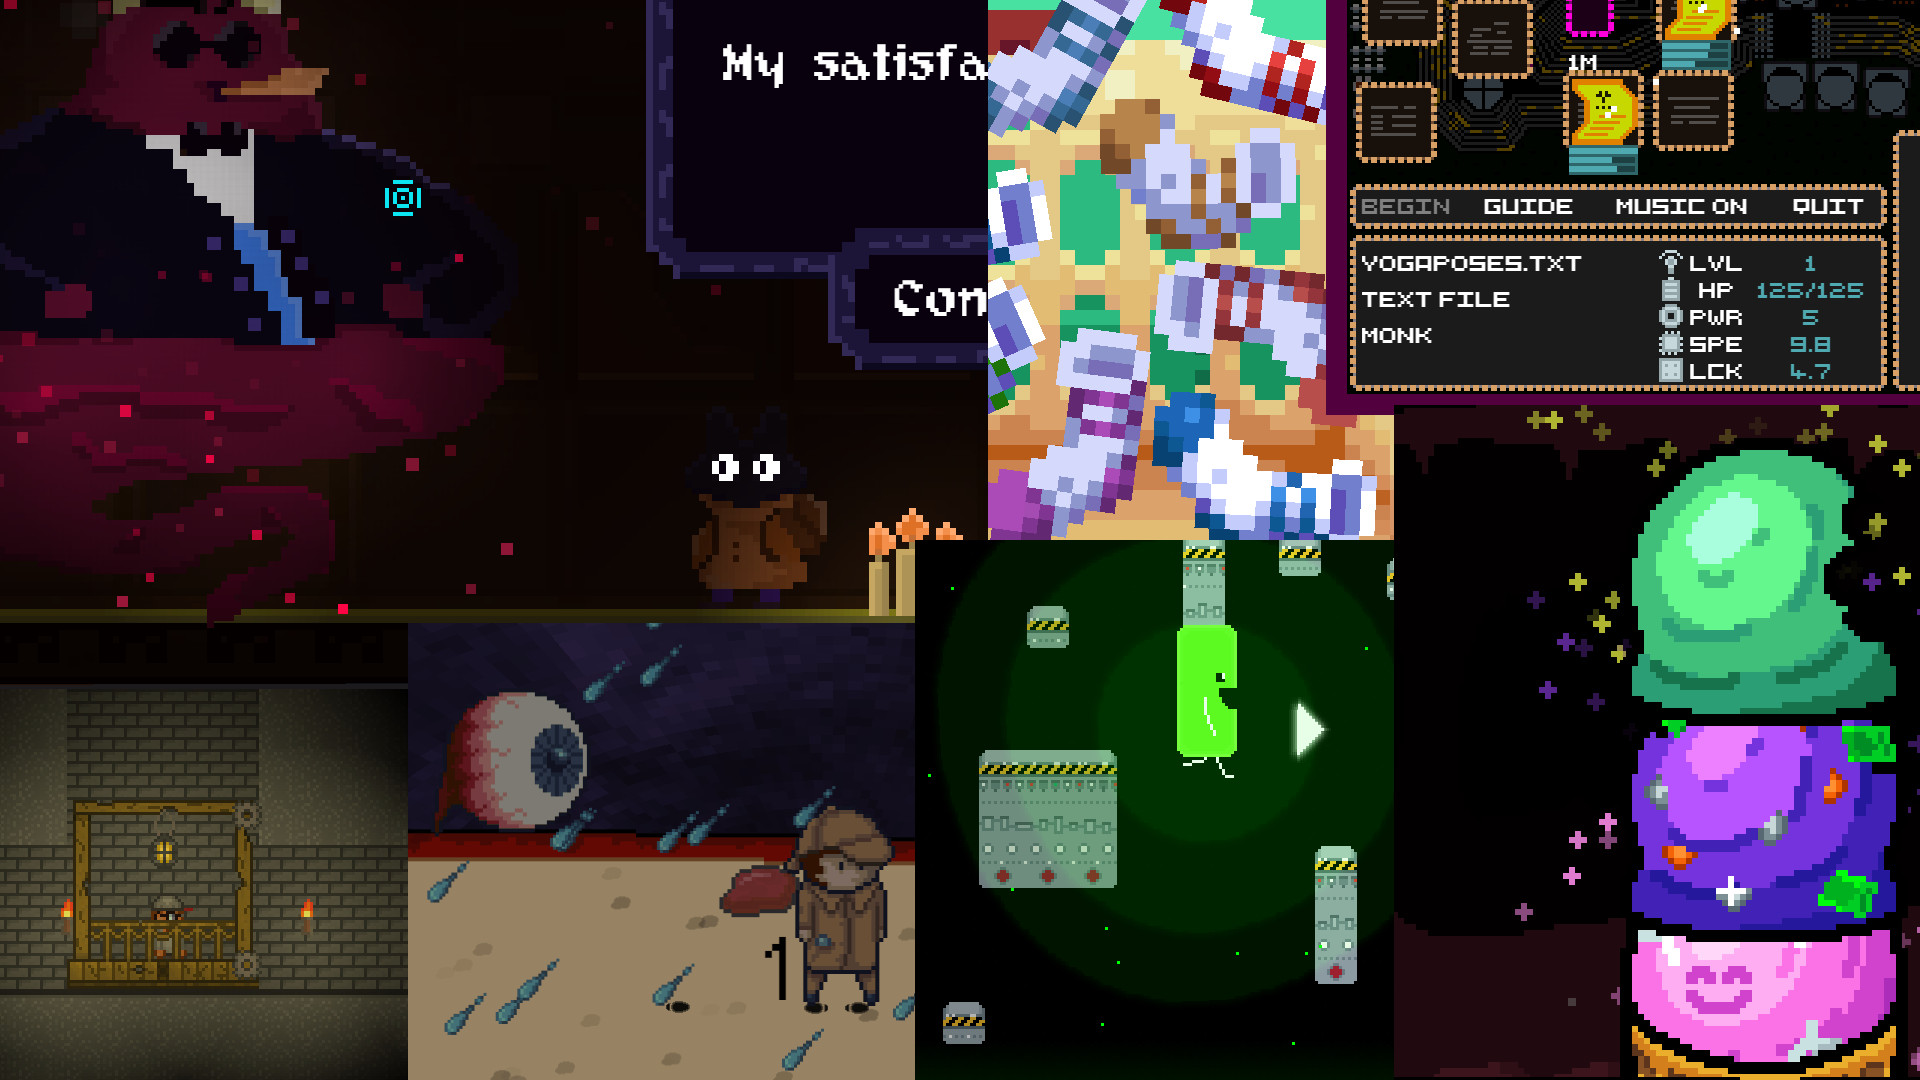 My satisfa
Con
1M
BEGIN GUIDE MUSIC ON QUIT
YOGAPOSES.TXT
TEXT FILE
MONK
LVL 1
HP 125/125
PWR 5
SPE 9.8
LCK 4.7
1